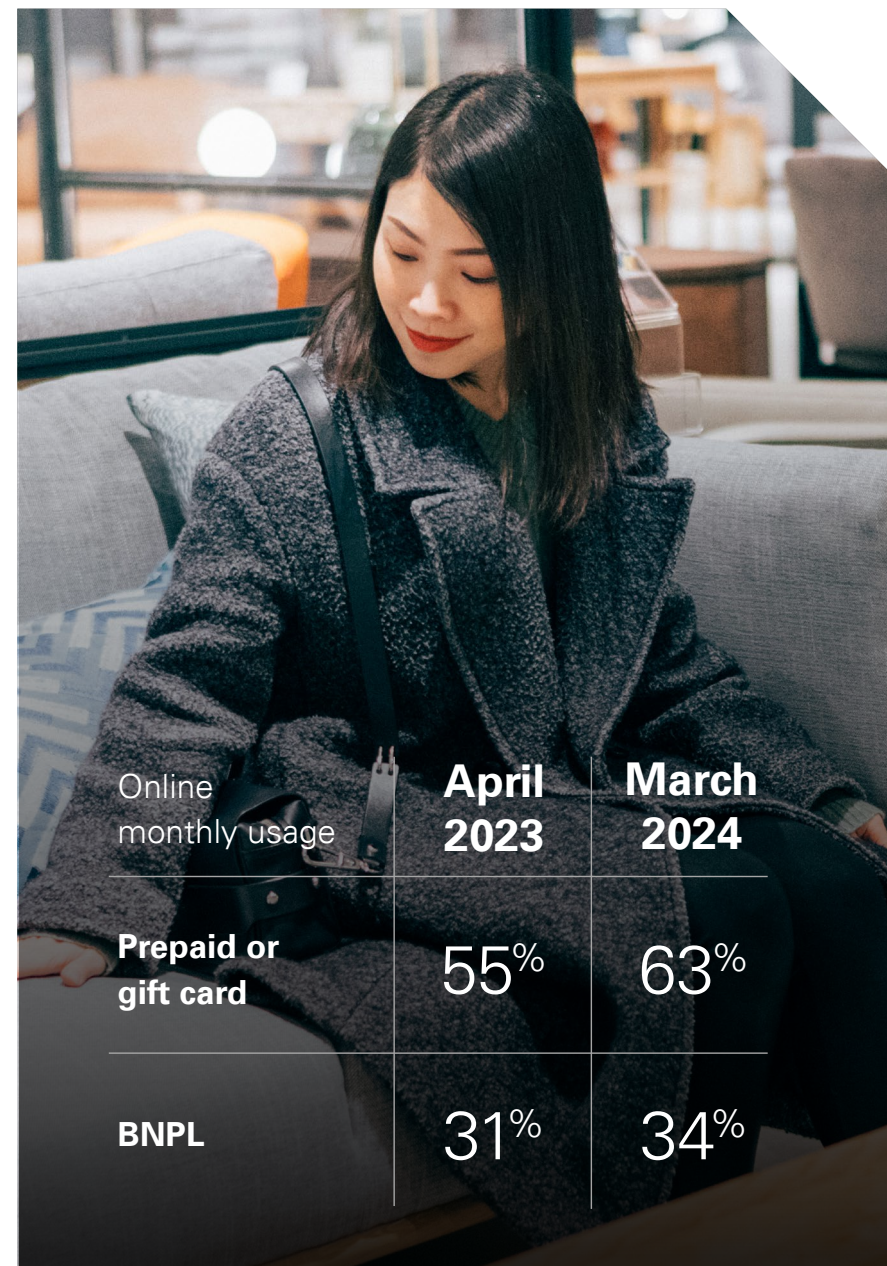 Online
monthly usage
April
2023
March
2024
Prepaid or
gift card
55%
63%
BNPL
31%
34%